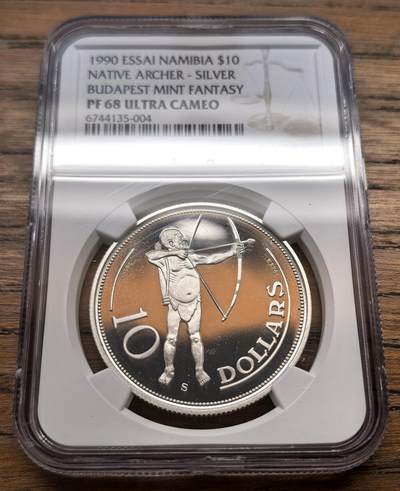 1990 ESSAI NAMIBIA $10
NATIVE ARCHER - SILVER
BUDAPEST MINT FANTASY
PF 68 ULTRA CAMEO
6744135-004
10
DOLLARS
S